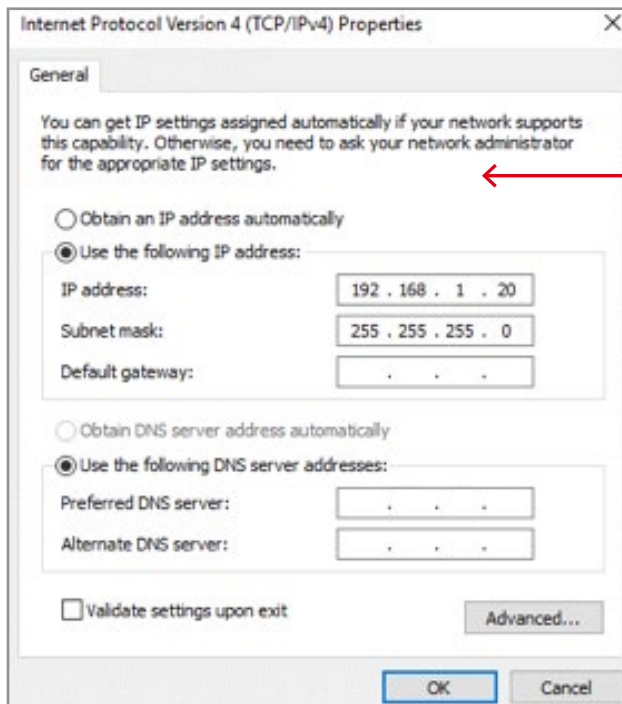 Internet Protocol Version 4 (TCP/IPv4) Properties
General
You can get IP settings assigned automatically if your network supports
this capability. Otherwise, you need to ask your network administrator
for the appropriate IP settings.
Obtain an IP address automatically
Use the following IP address:
IP address: 192 . 168 . 1 . 20
Subnet mask: 255 . 255 . 255 . 0
Default gateway: . . .
Obtain DNS server address automatically
Use the following DNS server addresses:
Preferred DNS server: . . .
Alternate DNS server: . . .
Validate settings upon exit
Advanced...
OK Cancel